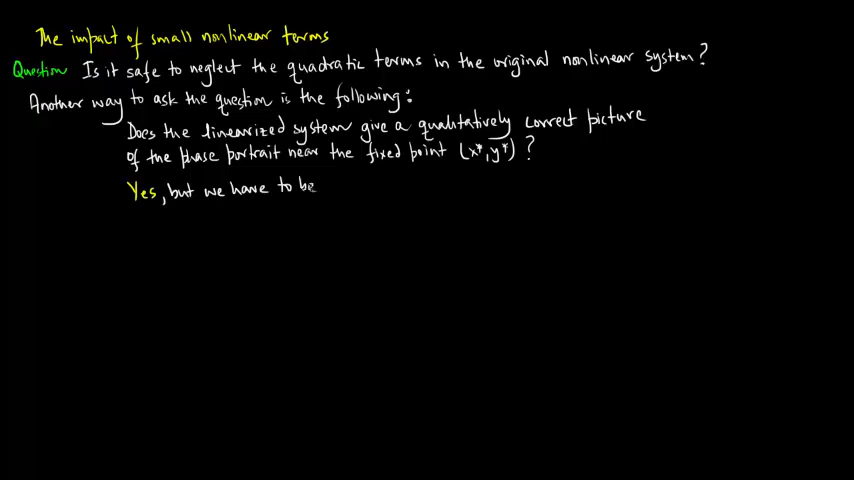 The impact of small nonlinear terms
Question Is it safe to neglect the quadratic terms in the original nonlinear system?
Another way to ask the question is the following:
Does the linearized system give a qualitatively correct picture
of the phase portrait near the fixed point (x*, y*) ?
Yes, but we have to be